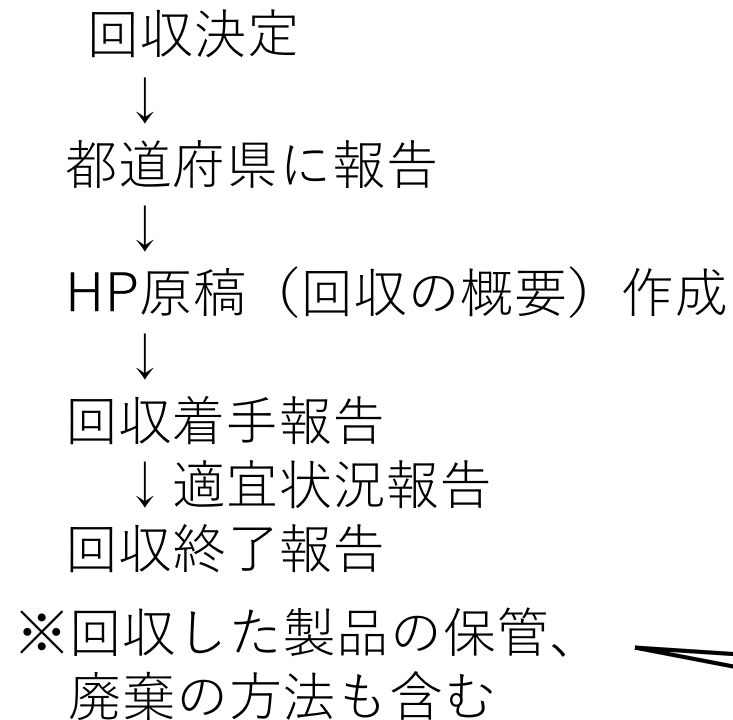 回収決定
↓
都道府県に報告
↓
HP原稿（回収の概要）作成
↓
回収着手報告
↓適宜状況報告
回収終了報告
※回収した製品の保管、
廃棄の方法も含む